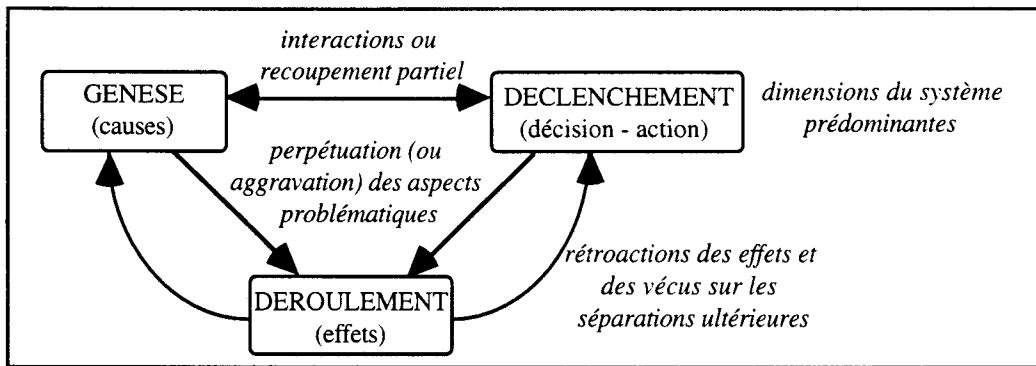 interactions ou
recoupement partiel
GENESE
(causes)
DECLENCHEMENT
(décision - action)
dimensions du système
prédominantes
perpétuation (ou
aggravation) des aspects
problématiques
rétroactions des effets et
des vécus sur les
séparations ultérieures
DEROULEMENT
(effets)